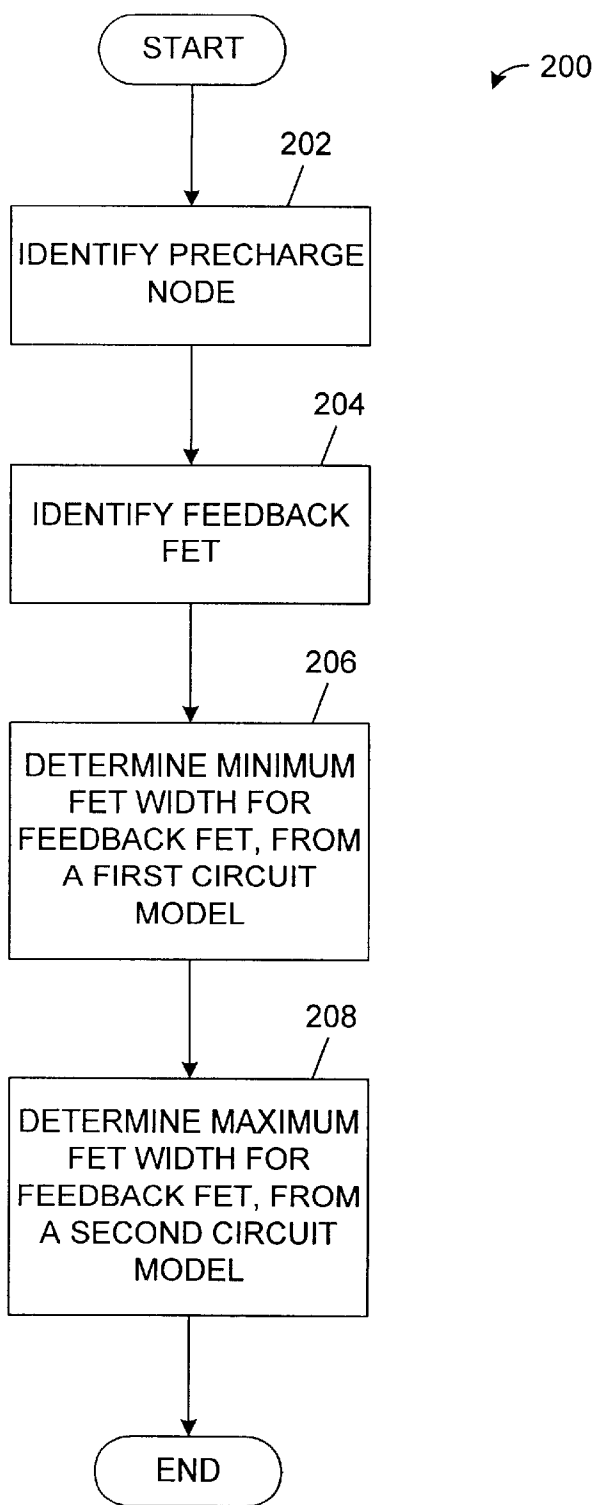 START
200
202
IDENTIFY PRECHARGE
NODE
204
IDENTIFY FEEDBACK
FET
206
DETERMINE MINIMUM
FET WIDTH FOR
FEEDBACK FET, FROM
A FIRST CIRCUIT
MODEL
208
DETERMINE MAXIMUM
FET WIDTH FOR
FEEDBACK FET, FROM
A SECOND CIRCUIT
MODEL
END